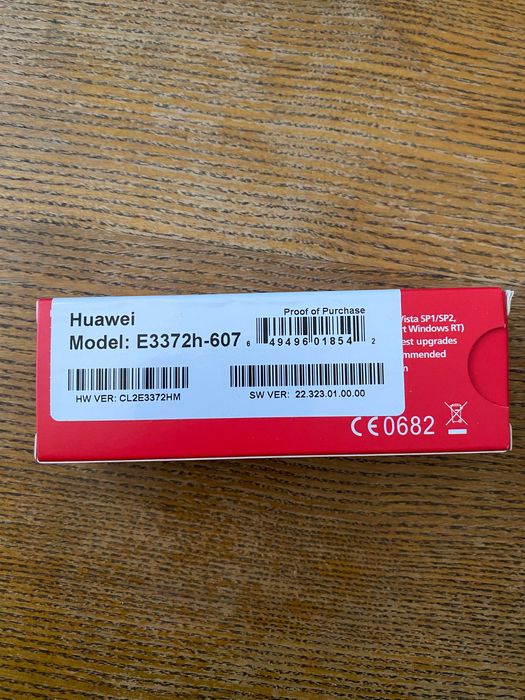 Huawei
Proof of Purchase
Model: E3372h-607
6 49496 01854 2
HW VER: CL2E3372HM
SW VER: 22.323.01.00.00
Vista SP1/SP2,
rt Windows RT)
est upgrades
mmended
CE0682